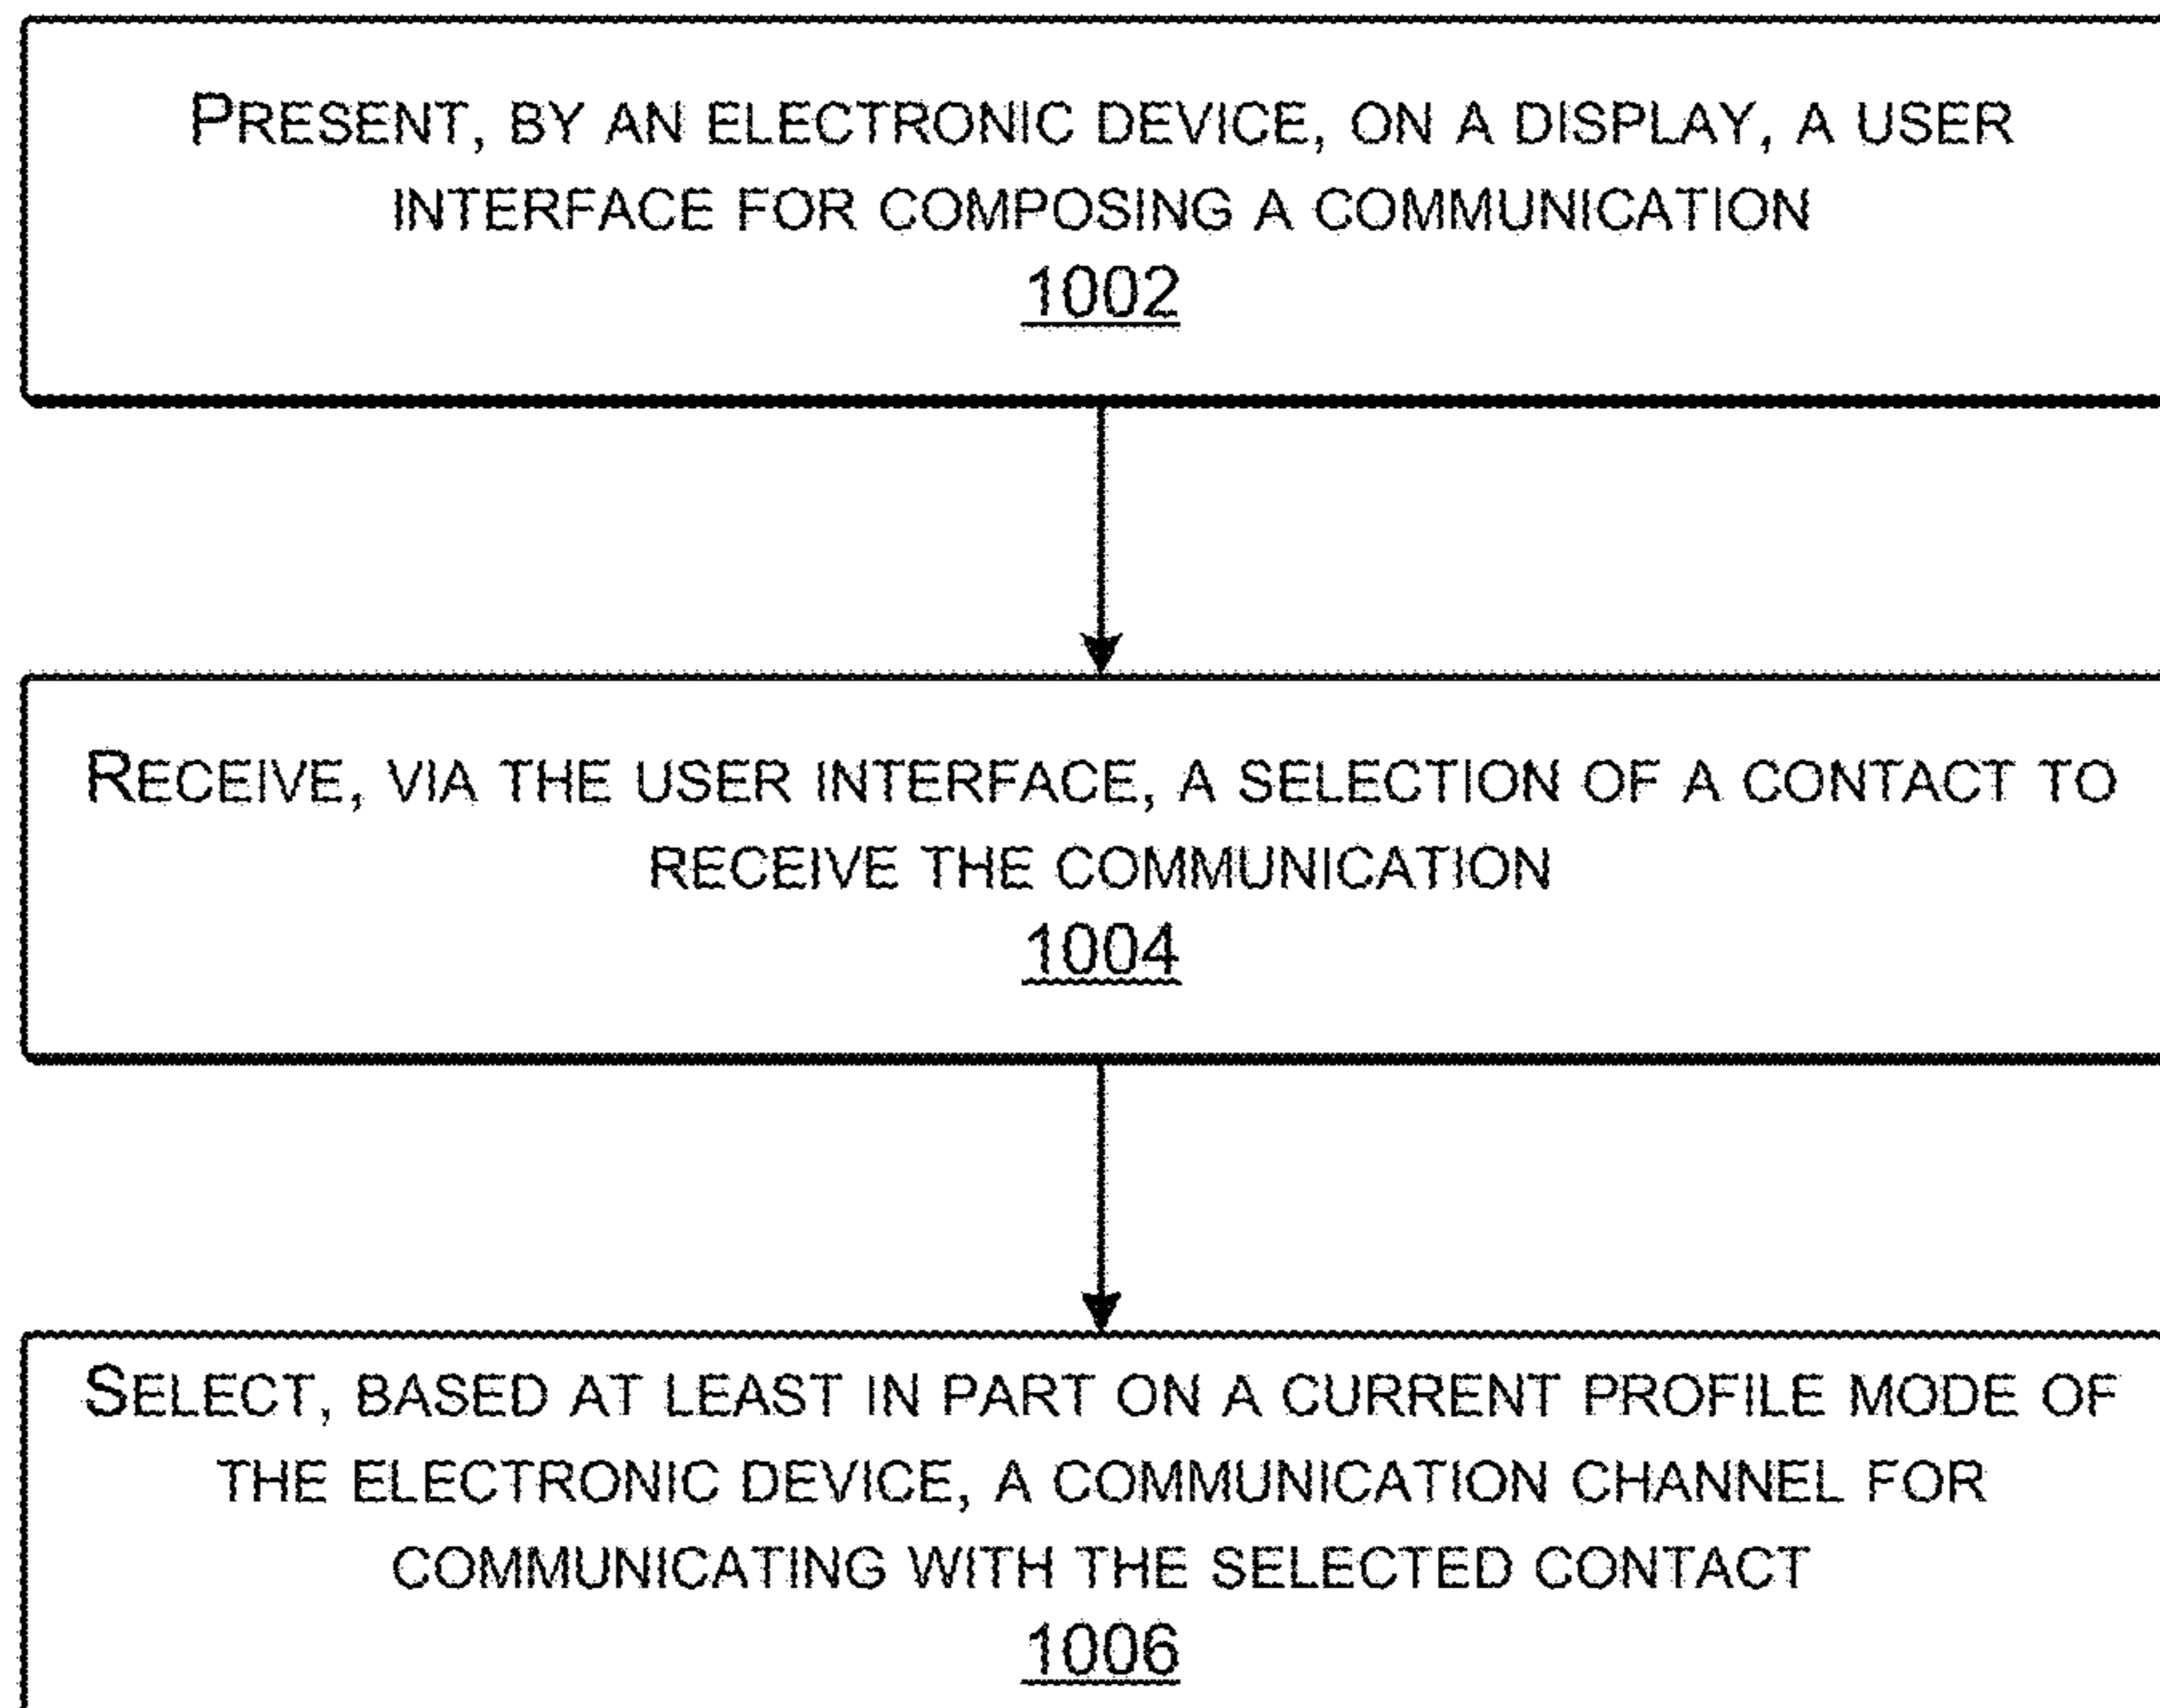 PRESENT, BY AN ELECTRONIC DEVICE, ON A DISPLAY, A USER
INTERFACE FOR COMPOSING A COMMUNICATION
1002
RECEIVE, VIA THE USER INTERFACE, A SELECTION OF A CONTACT TO
RECEIVE THE COMMUNICATION
1004
SELECT, BASED AT LEAST IN PART ON A CURRENT PROFILE MODE OF
THE ELECTRONIC DEVICE, A COMMUNICATION CHANNEL FOR
COMMUNICATING WITH THE SELECTED CONTACT
1006